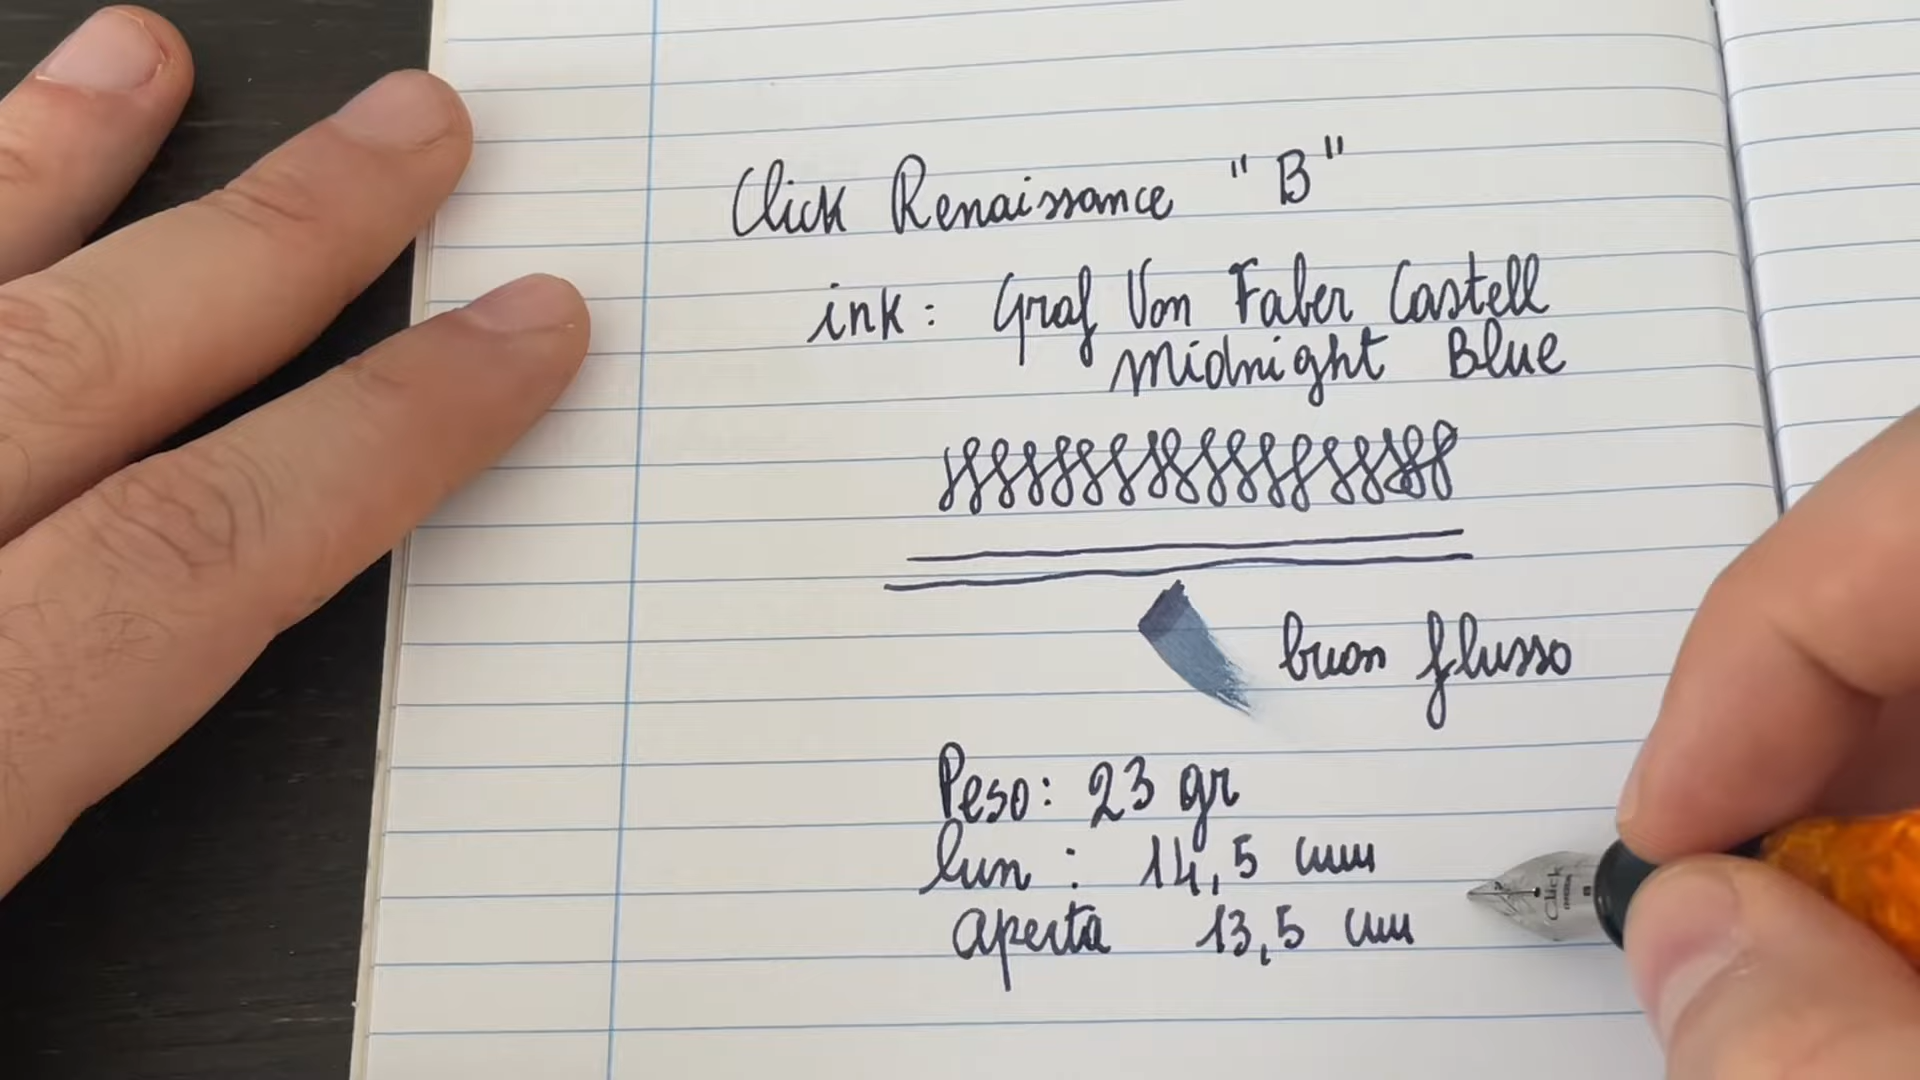 Click Renaissance "B"
ink: Graf Von Faber Castell
Midnight Blue
buon flusso
Peso: 23 gr
lun: 14,5 cm
aperta 13,5 cm
Click
B